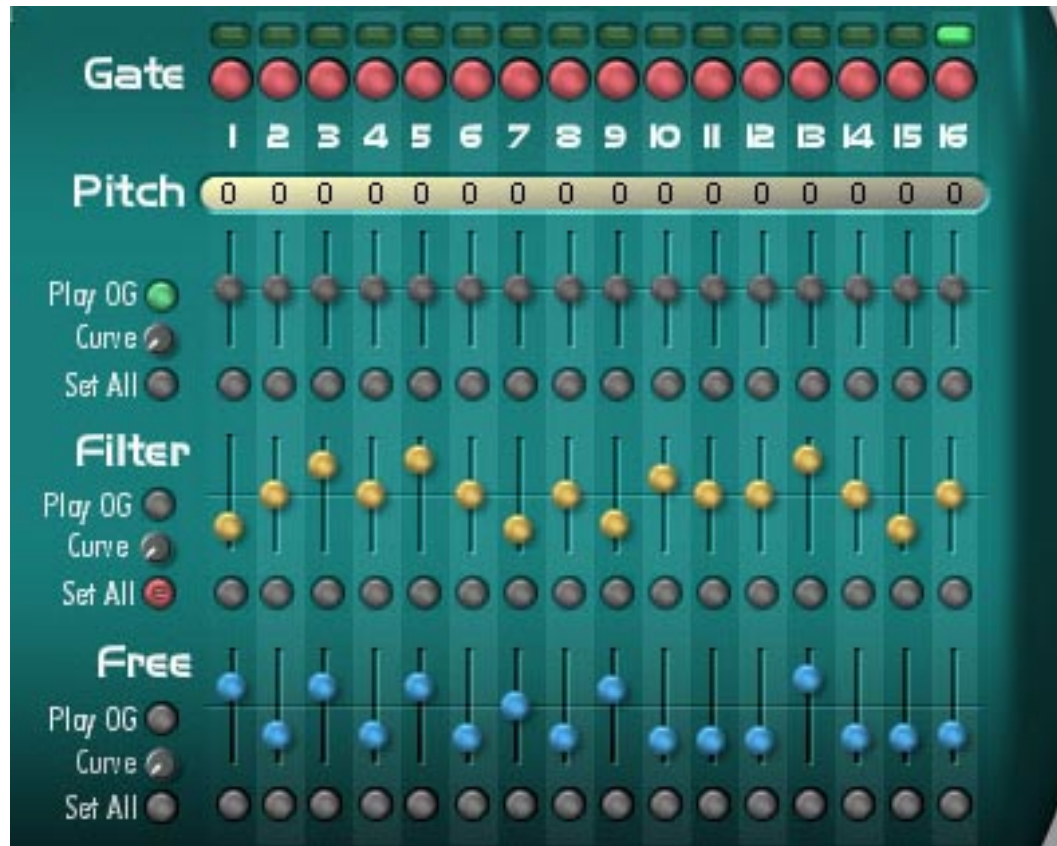 Gate
1 2 3 4 5 6 7 8 9 10 11 12 13 14 15 16
Pitch 0 0 0 0 0 0 0 0 0 0 0 0 0 0 0 0
Play OG
Curve
Set All
Filter
Play OG
Curve
Set All
Free
Play OG
Curve
Set All